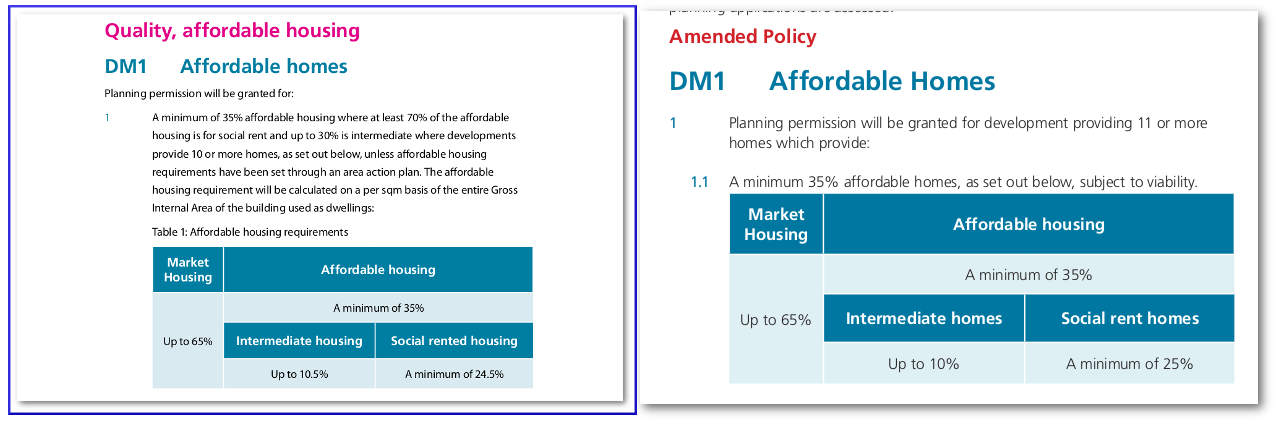 Quality, affordable housing
DM1 Affordable homes
Planning permission will be granted for:
1 A minimum of 35% affordable housing where at least 70% of the affordable
housing is for social rent and up to 30% is intermediate where developments
provide 10 or more homes, as set out below, unless affordable housing
requirements have been set through an area action plan. The affordable
housing requirement will be calculated on a per sqm basis of the entire Gross
Internal Area of the building used as dwellings:
Table 1: Affordable housing requirements
Market
Housing
Affordable housing
A minimum of 35%
Up to 65%
Intermediate housing Social rented housing
Up to 10.5% A minimum of 24.5%
planning applications are assessed.
Amended Policy
DM1 Affordable Homes
1 Planning permission will be granted for development providing 11 or more
homes which provide:
1.1 A minimum 35% affordable homes, as set out below, subject to viability.
Market
Housing
Affordable housing
A minimum of 35%
Up to 65%
Intermediate homes Social rent homes
Up to 10% A minimum of 25%